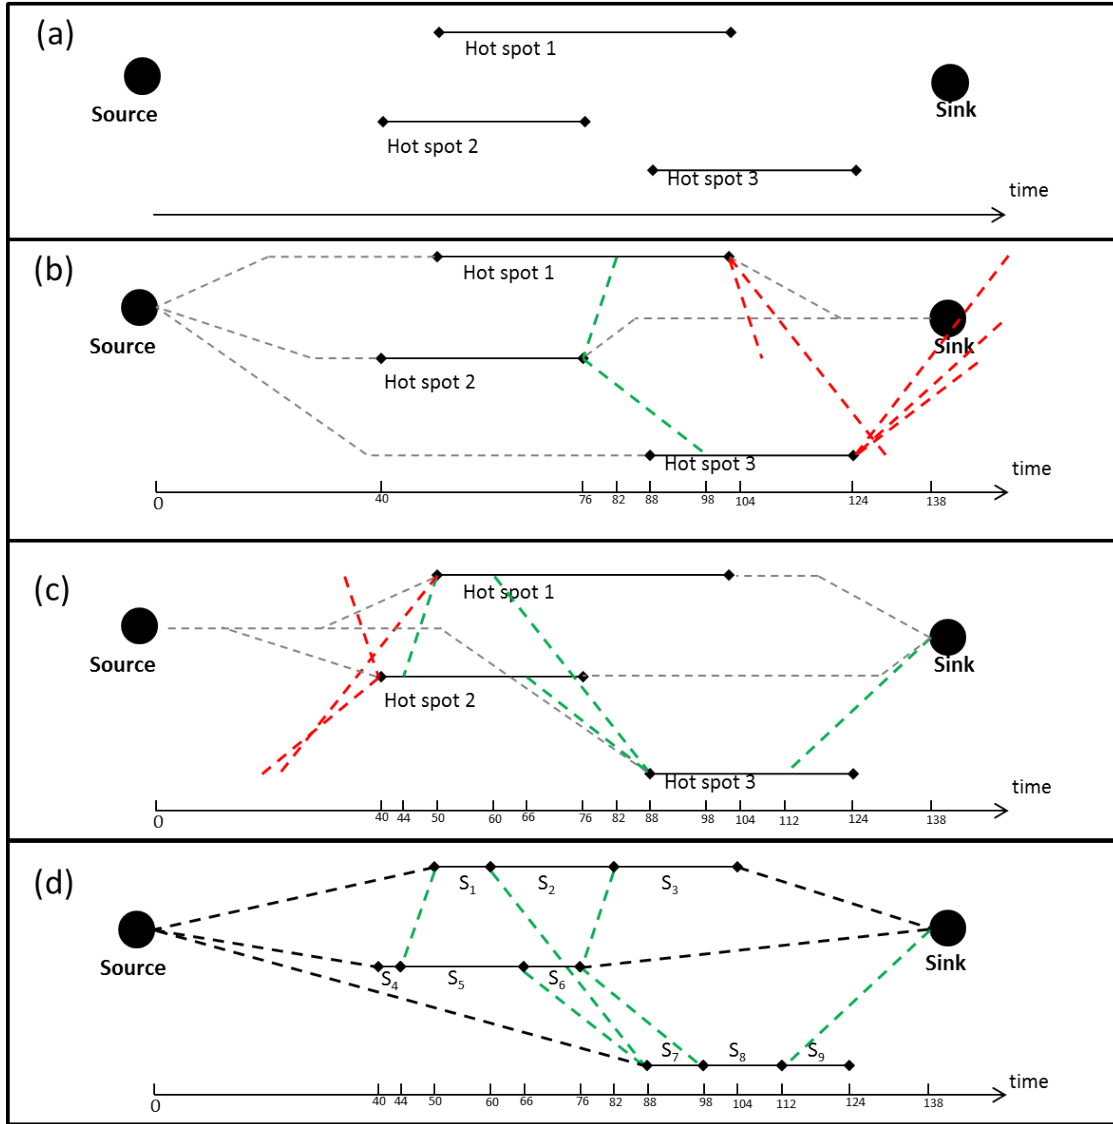 (a)
Hot spot 1
Source
Sink
Hot spot 2
Hot spot 3
time
(b)
Hot spot 1
Source
Sink
Hot spot 2
Hot spot 3
time
0 40 76 82 88 98 104 124 138
(c)
Hot spot 1
Source
Sink
Hot spot 2
Hot spot 3
time
0 40 44 50 60 66 76 82 88 98 104 112 124 138
(d)
S1 S2 S3
Source
Sink
S4 S5 S6
S7 S8 S9
time
0 40 44 50 60 66 76 82 88 98 104 112 124 138